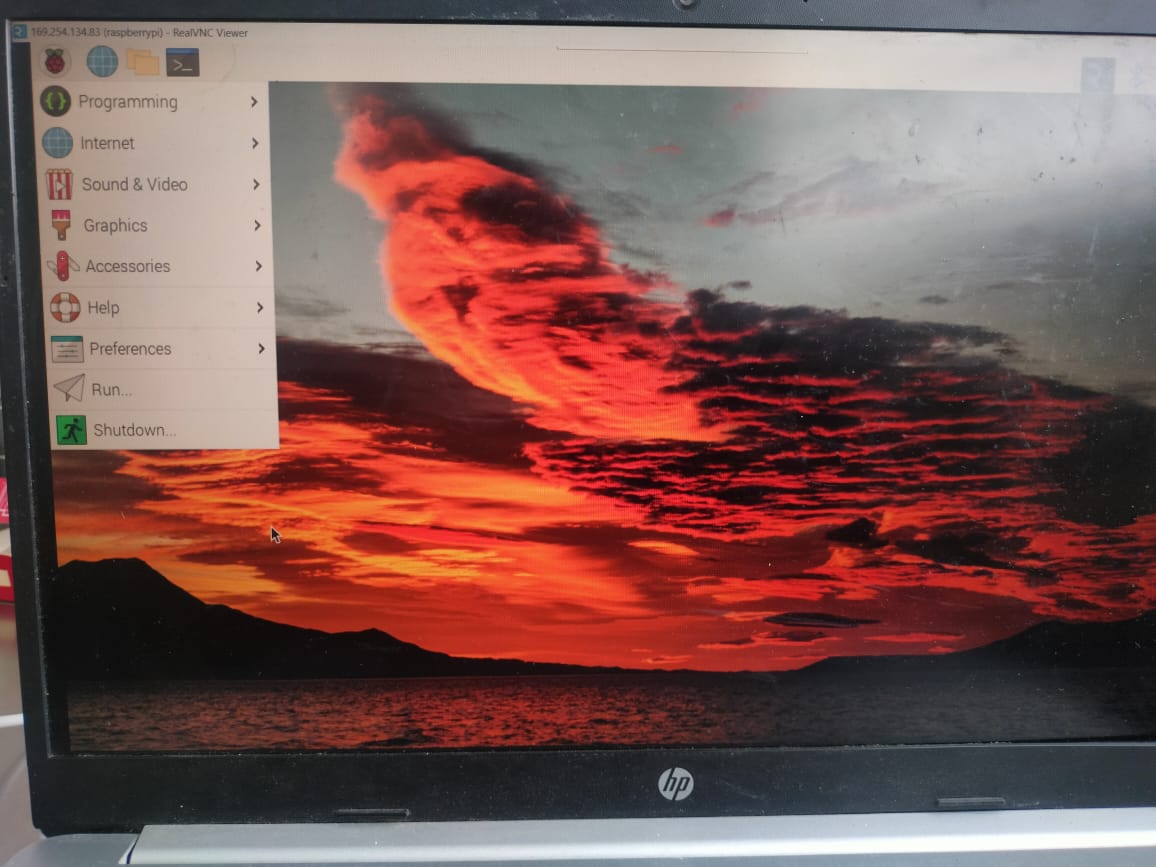 169.254.134.83 (raspberrypi) - RealVNC Viewer
>_
Programming
Internet
Sound & Video
Graphics
Accessories
Help
Preferences
Run...
Shutdown...
hp